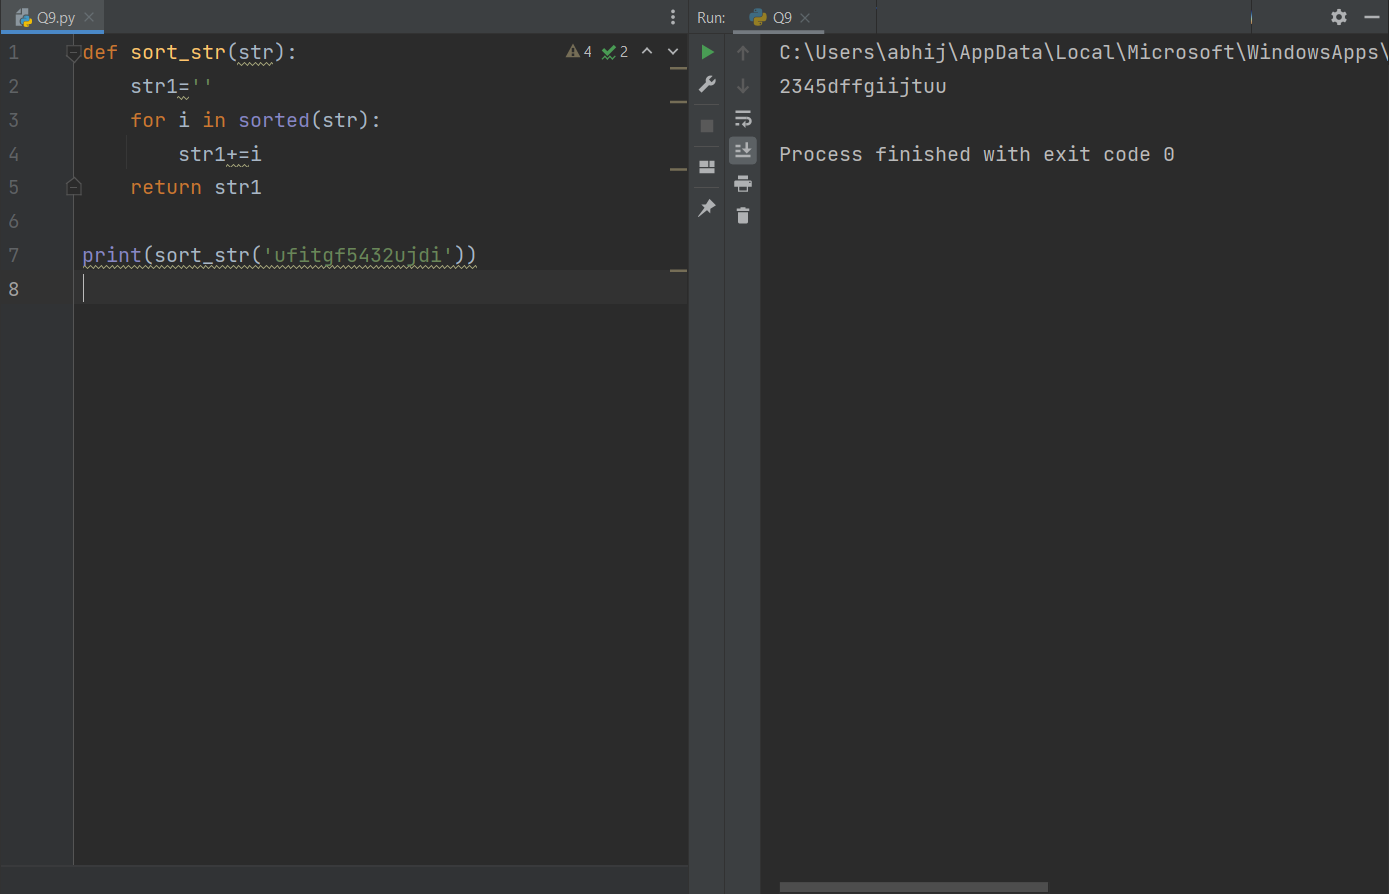 Q9.py
4 2
1 def sort_str(str):
2 str1=''
3 for i in sorted(str):
4 str1+=i
5 return str1
6
7 print(sort_str('ufitgf5432ujdi'))
8
Run: Q9
C:\Users\abhij\AppData\Local\Microsoft\WindowsApps\
2345dffgiijtuu
Process finished with exit code 0